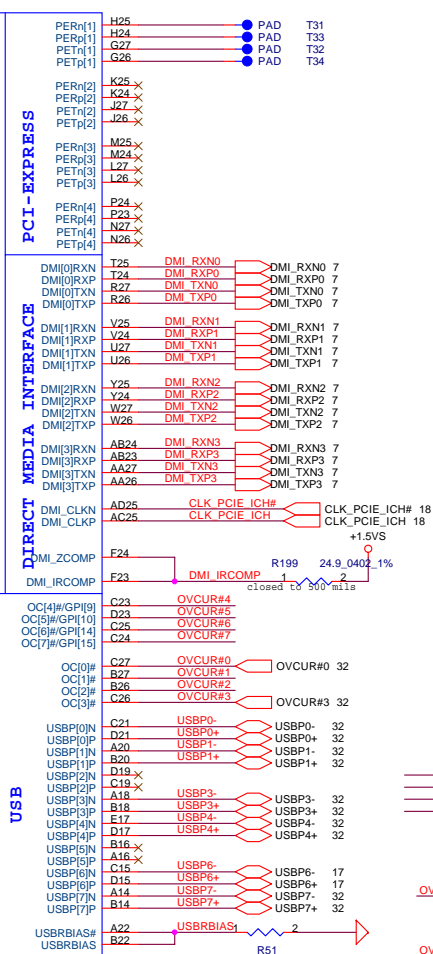 PERn[1] H25 PAD T31
PERp[1] H24 PAD T33
PETn[1] G27 PAD T32
PETp[1] G26 PAD T34
PERn[2] K25
PERp[2] K24
PETn[2] J27
PETp[2] J26
PERn[3] M25
PERp[3] M24
PETn[3] L27
PETp[3] L26
PERn[4] P24
PERp[4] P23
PETn[4] N27
PETp[4] N26
PCI-EXPRESS
DMI[0]RXN T25 DMI_RXN0 DMI_RXN0 7
DMI[0]RXP T24 DMI_RXP0 DMI_RXP0 7
DMI[0]TXN R27 DMI_TXN0 DMI_TXN0 7
DMI[0]TXP R26 DMI_TXP0 DMI_TXP0 7
DMI[1]RXN V25 DMI_RXN1 DMI_RXN1 7
DMI[1]RXP V24 DMI_RXP1 DMI_RXP1 7
DMI[1]TXN U27 DMI_TXN1 DMI_TXN1 7
DMI[1]TXP U26 DMI_TXP1 DMI_TXP1 7
DMI[2]RXN Y25 DMI_RXN2 DMI_RXN2 7
DMI[2]RXP Y24 DMI_RXP2 DMI_RXP2 7
DMI[2]TXN W27 DMI_TXN2 DMI_TXN2 7
DMI[2]TXP W26 DMI_TXP2 DMI_TXP2 7
DMI[3]RXN AB24 DMI_RXN3 DMI_RXN3 7
DMI[3]RXP AB23 DMI_RXP3 DMI_RXP3 7
DMI[3]TXN AA27 DMI_TXN3 DMI_TXN3 7
DMI[3]TXP AA26 DMI_TXP3 DMI_TXP3 7
DMI_CLKN AD25 CLK_PCIE_ICH# CLK_PCIE_ICH# 18
DMI_CLKP AC25 CLK_PCIE_ICH CLK_PCIE_ICH 18
+1.5VS
DMI_ZCOMP F24
R199 24.9_0402_1%
DMI_IRCOMP F23 DMI_IRCOMP 1 2
closed to 500 mils
DIRECT MEDIA INTERFACE
OC[4]#/GPI[9] C23 OVCUR#4
OC[5]#/GPI[10] D23 OVCUR#5
OC[6]#/GPI[14] C25 OVCUR#6
OC[7]#/GPI[15] C24 OVCUR#7
OC[0]# C27 OVCUR#0 OVCUR#0 32
OC[1]# B27 OVCUR#1
OC[2]# B26 OVCUR#2
OC[3]# C26 OVCUR#3 OVCUR#3 32
USBP[0]N C21 USBP0- USBP0- 32
USBP[0]P D21 USBP0+ USBP0+ 32
USBP[1]N A20 USBP1- USBP1- 32
USBP[1]P B20 USBP1+ USBP1+ 32
USBP[2]N D19
USBP[2]P C19
USBP[3]N A18 USBP3- USBP3- 32
USBP[3]P B18 USBP3+ USBP3+ 32
USBP[4]N E17 USBP4- USBP4- 32
USBP[4]P D17 USBP4+ USBP4+ 32
USBP[5]N B16
USBP[5]P A16
USBP[6]N C15 USBP6- USBP6- 17
USBP[6]P D15 USBP6+ USBP6+ 17
USBP[7]N A14 USBP7- USBP7- 32
USBP[7]P B14 USBP7+ USBP7+ 32
USB
OV
USBRBIAS# A22 USBRBIAS 1 2
USBRBIAS B22
R51
OV